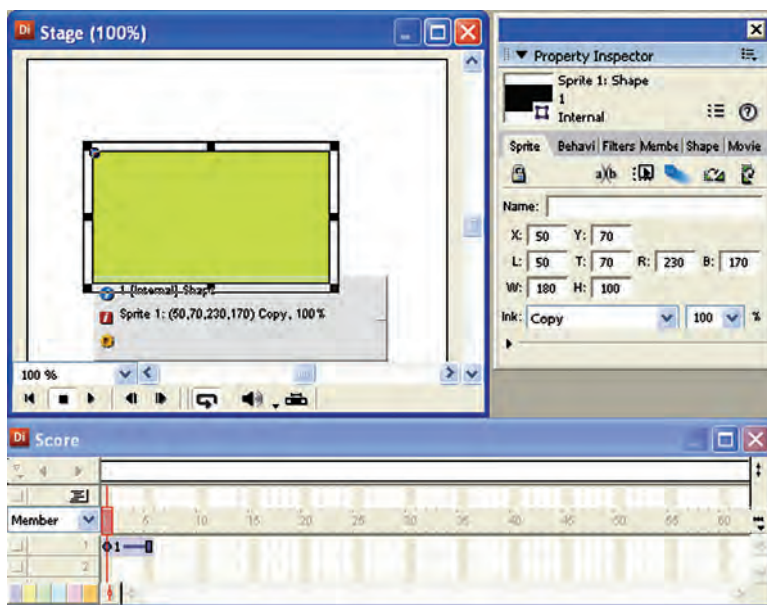 Di Stage (100%)
1 (Internal) Shape
Sprite 1: (50,70,230,170) Copy, 100%
100 %
Property Inspector
Sprite 1: Shape
1
Internal
Sprite Behavi Filters Membe Shape Movie
a)(b
Name:
X: 50 Y: 70
L: 50 T: 70 R: 230 B: 170
W: 180 H: 100
Ink: Copy 100 %
Di Score
Member 5 10 15 20 25 30 35 40 45 50 55 60
1 1
2